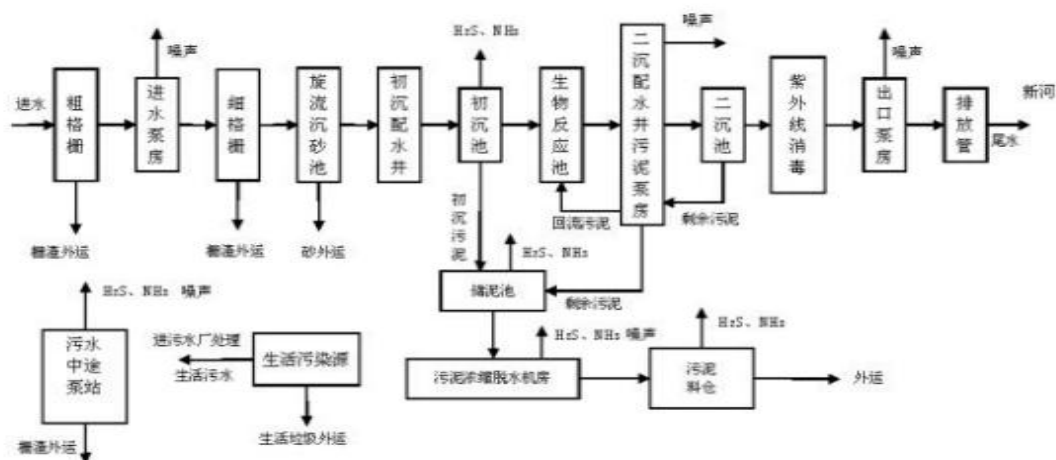 H₂S、NH₃
噪声
噪声
噪声
进水
粗格栅
进水泵房
细格栅
旋流沉砂池
初沉配水井
初沉池
生物反应池
二沉配水井污泥泵房
二沉池
紫外线消毒
出口泵房
排放管
新河
尾水
栅渣外运
栅渣外运
砂外运
初沉污泥
回流污泥
剩余污泥
H₂S、NH₃
储泥池
剩余污泥
H₂S、NH₃ 噪声
污水中途泵站
栅渣外运
进污水厂处理
生活污水
生活污染源
生活垃圾外运
H₂S、NH₃ 噪声
污泥浓缩脱水机房
H₂S、NH₃
污泥料仓
外运